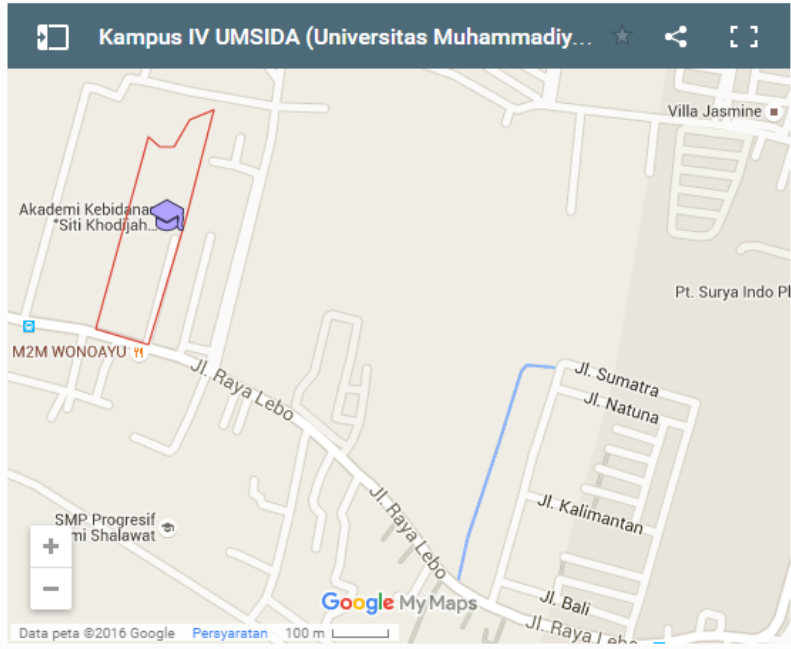 Kampus IV UMSIDA (Universitas Muhammadiy...
Villa Jasmine
Akademi Kebidana
"Siti Khodijah...
Pt. Surya Indo Pl
M2M WONOAYU
Jl. Raya Lebo
Jl. Sumatra
Jl. Natuna
Jl. Raya Lebo
Jl. Kalimantan
SMP Progresif
mi Shalawat
Jl. Bali
Google My Maps
Jl. Raya Lebo
Data peta ©2016 Google
Persyaratan
100 m